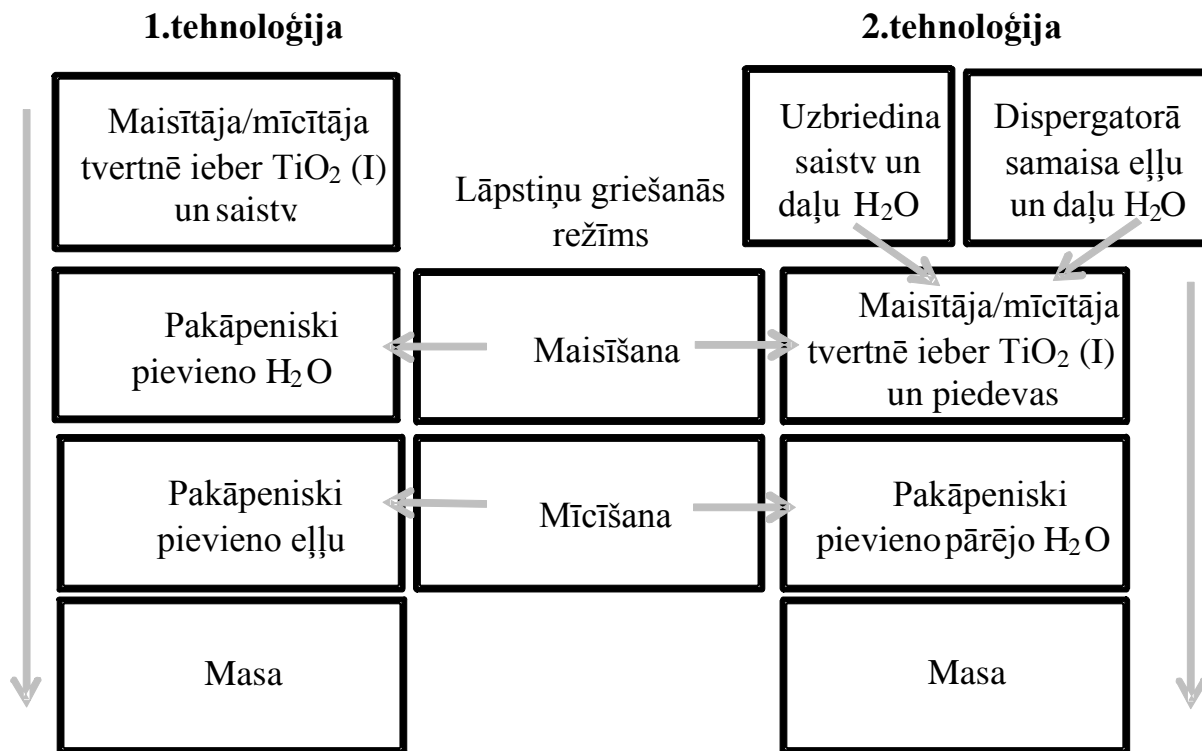 1.tehnoloģija
2.tehnoloģija
Maisītāja/mīcītāja
tvertnē ieber TiO₂ (I)
un saistv.
Lāpstiņu griešanās
režīms
Uzbriedina
saistv. un
daļu H₂O
Dispergatorā
samaisa eļļu
un daļu H₂O
Pakāpeniski
pievieno H₂O
Maisīšana
Maisītāja/mīcītāja
tvertnē ieber TiO₂ (I)
un piedevas
Pakāpeniski
pievieno eļļu
Mīcīšana
Pakāpeniski
pievieno pārējo H₂O
Masa
Masa